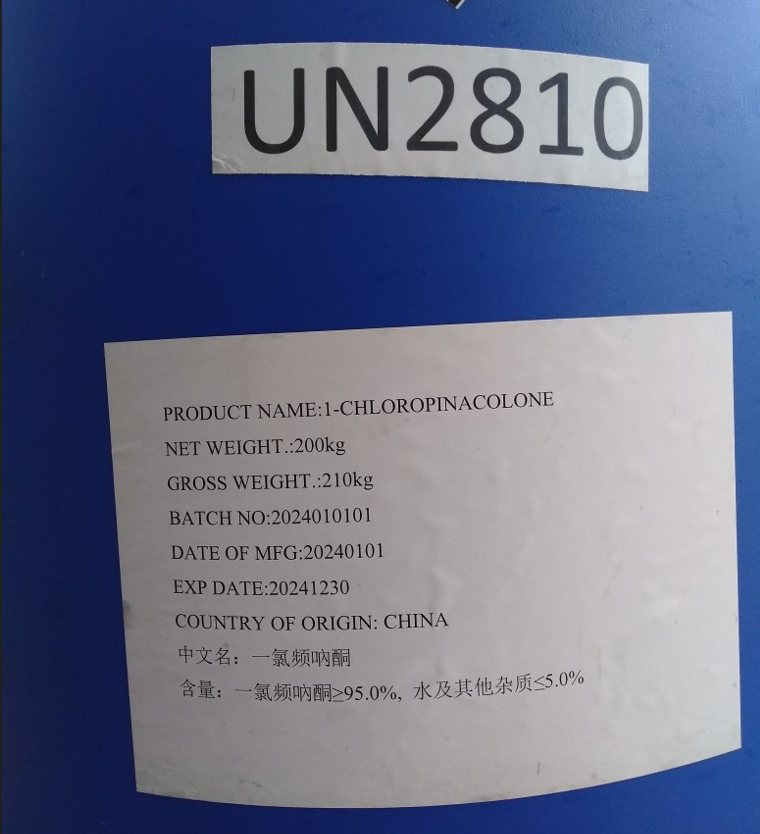 UN2810
PRODUCT NAME:1-CHLOROPINACOLONE
NET WEIGHT.:200kg
GROSS WEIGHT.:210kg
BATCH NO:2024010101
DATE OF MFG:20240101
EXP DATE:20241230
COUNTRY OF ORIGIN: CHINA
中文名：一氯频吶酮
含量：一氯频吶酮≥95.0%, 水及其他杂质≤5.0%